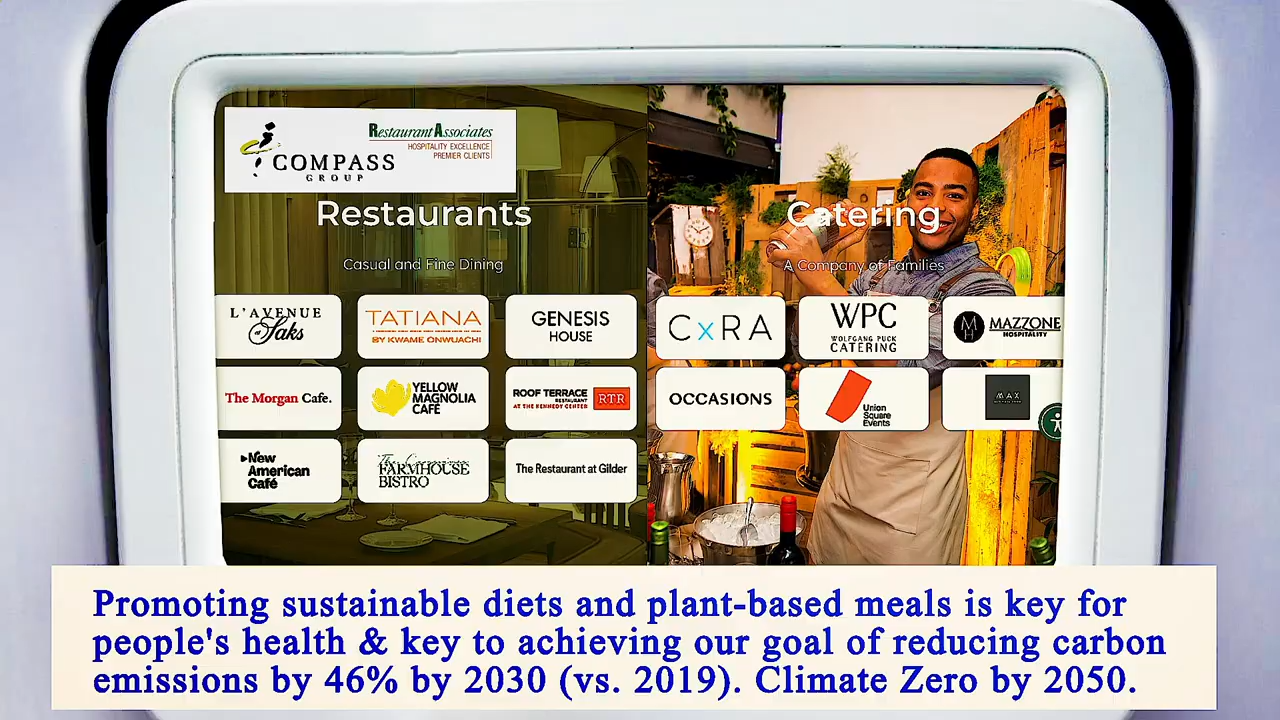 COMPASS
GROUP
Restaurant Associates
HOSPITALITY EXCELLENCE
PREMIER CLIENTS
Restaurants
Casual and Fine Dining
L'AVENUE
Saks
TATIANA
BY KWAME ONWUACHI
GENESIS
HOUSE
The Morgan Cafe.
YELLOW
MAGNOLIA
CAFÉ
ROOF TERRACE
RESTAURANT
AT THE KENNEDY CENTER
RTR
New
American
Café
FARMHOUSE
BISTRO
The Restaurant at Gilder
Catering
A Company of Families
CxRA
WPC
WOLFGANG PUCK
CATERING
MH
MAZZONE
HOSPITALITY
OCCASIONS
Union
Square
Events
MAX
Promoting sustainable diets and plant-based meals is key for
people's health & key to achieving our goal of reducing carbon
emissions by 46% by 2030 (vs. 2019). Climate Zero by 2050.